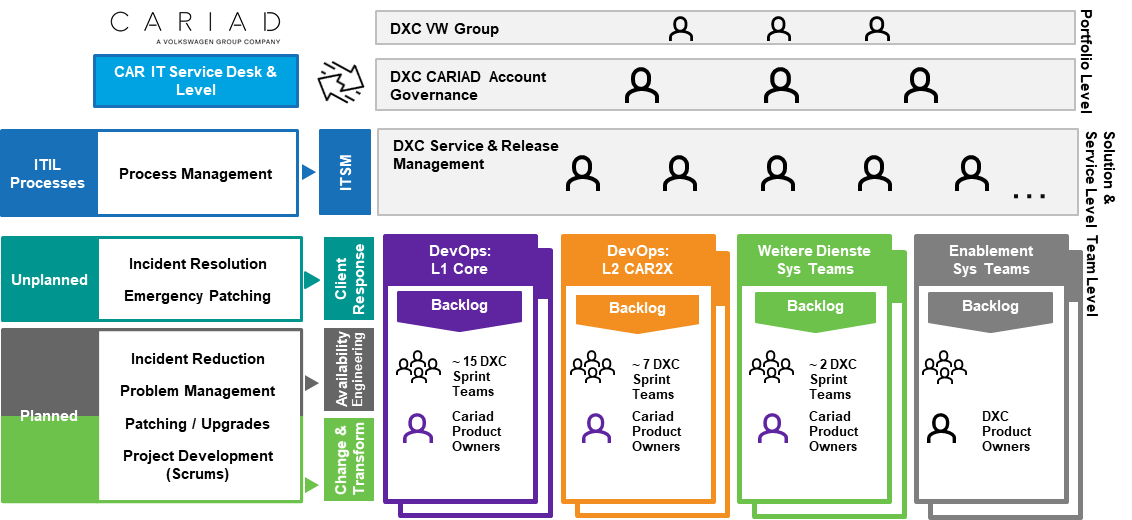 CARIAD
A VOLKSWAGEN GROUP COMPANY
CAR IT Service Desk &
Level
DXC VW Group
DXC CARIAD Account
Governance
Portfolio Level
ITIL
Processes
Process Management
ITSM
DXC Service & Release
Management
...
Solution &
Service Level
Unplanned
Incident Resolution
Emergency Patching
Client
Response
Planned
Incident Reduction
Problem Management
Patching / Upgrades
Project Development
(Scrums)
Availability
Engineering
Change &
Transform
DevOps:
L1 Core
Backlog
~ 15 DXC
Sprint
Teams
Cariad
Product
Owners
DevOps:
L2 CAR2X
Backlog
~ 7 DXC
Sprint
Teams
Cariad
Product
Owners
Weitere Dienste
Sys Teams
Backlog
~ 2 DXC
Sprint
Teams
Cariad
Product
Owners
Enablement
Sys Teams
Backlog
DXC
Product
Owners
Team Level